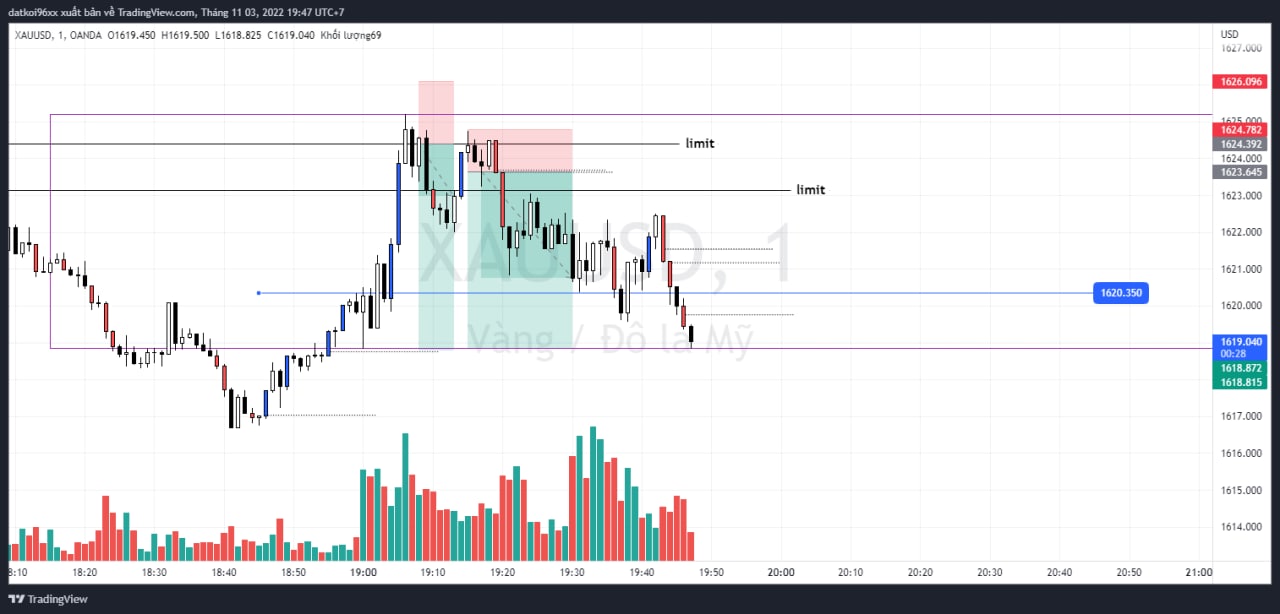 datkoi96xx xuất bản về TradingView.com, Tháng 11 03, 2022 19:47 UTC+7
XAUUSD, 1, OANDA O1619.450 H1619.500 L1618.825 C1619.040 Khối lượng69
USD
1627.000
1626.096
1625.000
1624.782
1624.392
1624.000
1623.645
1623.000
1622.000
1621.000
1620.000
1619.040
00:28
1618.872
1618.815
1617.000
1616.000
1615.000
1614.000
limit
limit
XAUUSD, 1
Vàng / Đô la Mỹ
1620.350
8:10 18:20 18:30 18:40 18:50 19:00 19:10 19:20 19:30 19:40 19:50 20:00 20:10 20:20 20:30 20:40 20:50 21:00
TradingView